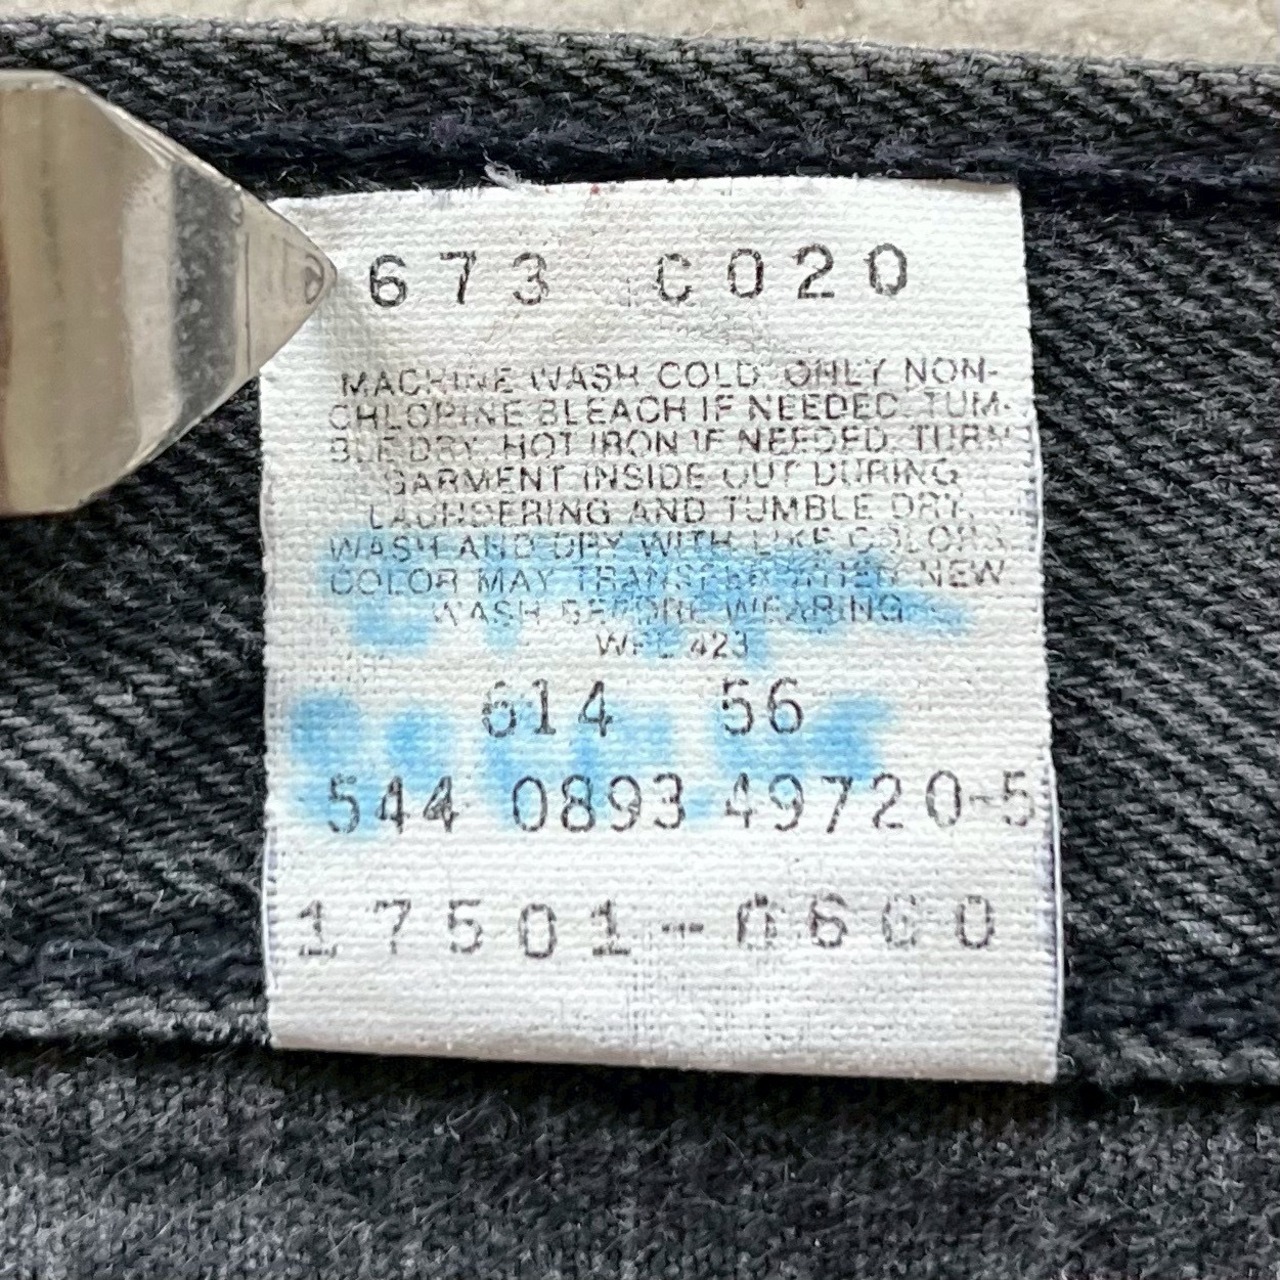 673 C020
MACHINE WASH COLD. ONLY NON-
CHLORINE BLEACH IF NEEDED. TUM-
BLE DRY. HOT IRON IF NEEDED. TURN
GARMENT INSIDE OUT DURING
LAUNDERING AND TUMBLE DRY.
WASH AND DRY WITH LIKE COLORS.
COLOR MAY TRANSFER WHEN NEW.
WASH BEFORE WEARING
WPL 423
614 56
544 0893 49720-5
17501-0660